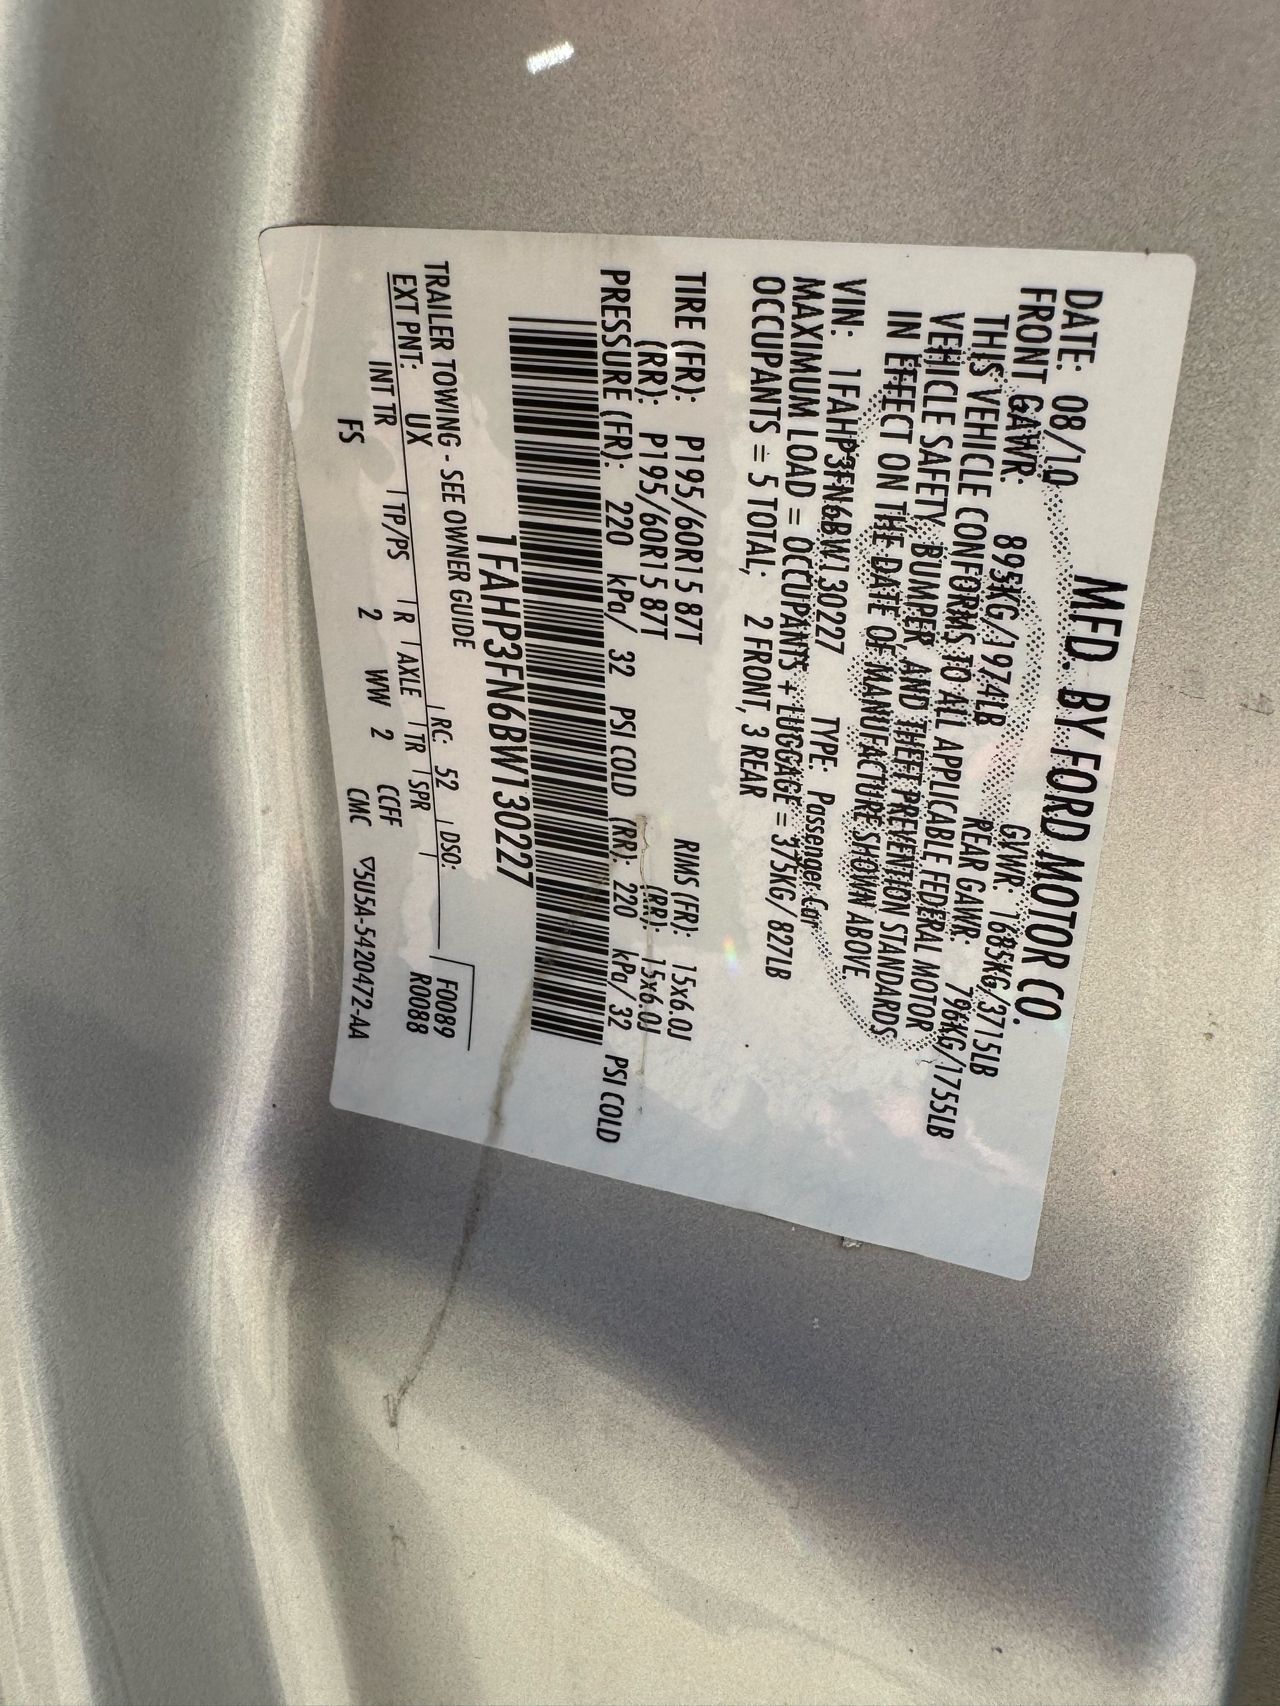 MFD. BY FORD MOTOR CO.
DATE: 08/10 GVWR: 1685KG/3715LB
FRONT GAWR: 895KG/1974LB REAR GAWR: 796KG/1755LB
THIS VEHICLE CONFORMS TO ALL APPLICABLE FEDERAL MOTOR
VEHICLE SAFETY, BUMPER, AND THEFT PREVENTION STANDARDS
IN EFFECT ON THE DATE OF MANUFACTURE SHOWN ABOVE.
VIN: 1FAHP3FN6BW130227 TYPE: Passenger Car
MAXIMUM LOAD = OCCUPANTS + LUGGAGE = 375KG/827LB
OCCUPANTS = 5 TOTAL, 2 FRONT, 3 REAR
TIRE (FR): P195/60R15 87T RIMS (FR): 15x6.0J
(RR): P195/60R15 87T (RR): 15x6.0J
PRESSURE (FR): 220 kPa/ 32 PSI COLD (RR): 220 kPa/ 32 PSI COLD
1FAHP3FN6BW130227
TRAILER TOWING - SEE OWNER GUIDE
F0089
EXT PNT: UX RC: 52 DSO: R0088
INT TR TP/PS R AXLE TR SPR
FS 2 WW 2 CCFF CMC ▽5U5A-5420472-AA